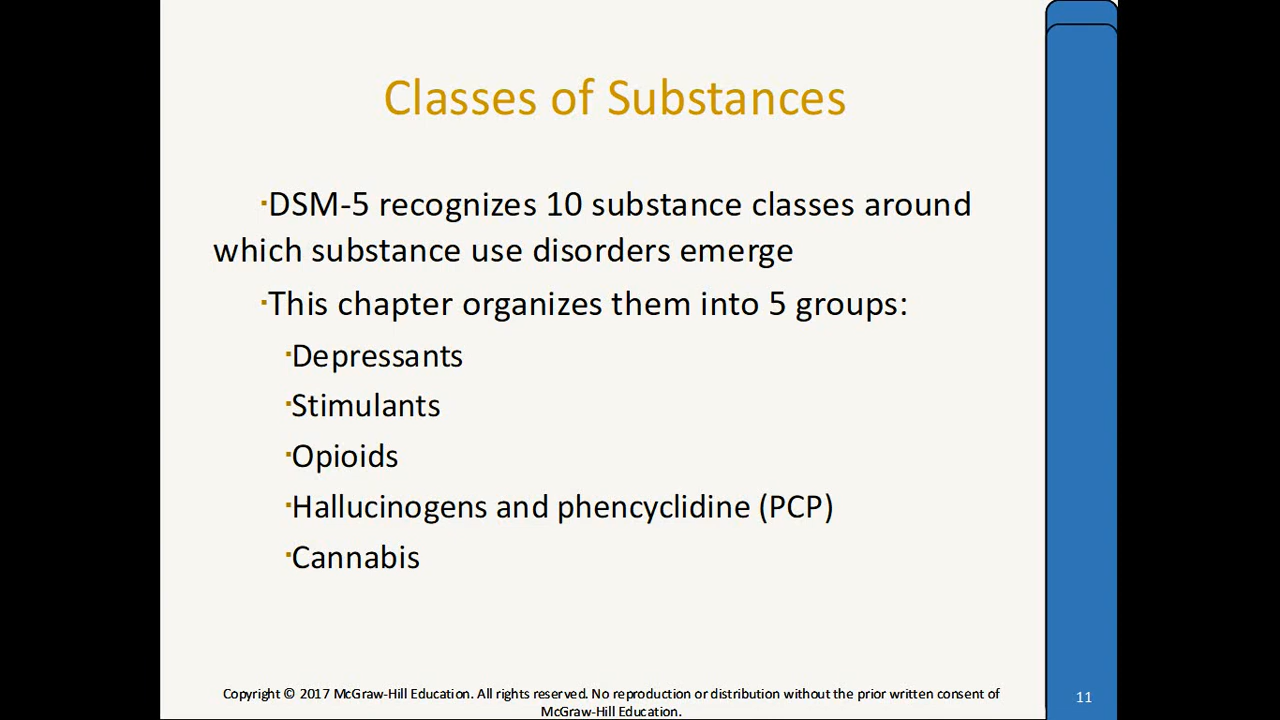 Classes of Substances
▪DSM-5 recognizes 10 substance classes around
which substance use disorders emerge
▪This chapter organizes them into 5 groups:
▪Depressants
▪Stimulants
▪Opioids
▪Hallucinogens and phencyclidine (PCP)
▪Cannabis
Copyright © 2017 McGraw-Hill Education. All rights reserved. No reproduction or distribution without the prior written consent of
McGraw-Hill Education.
11